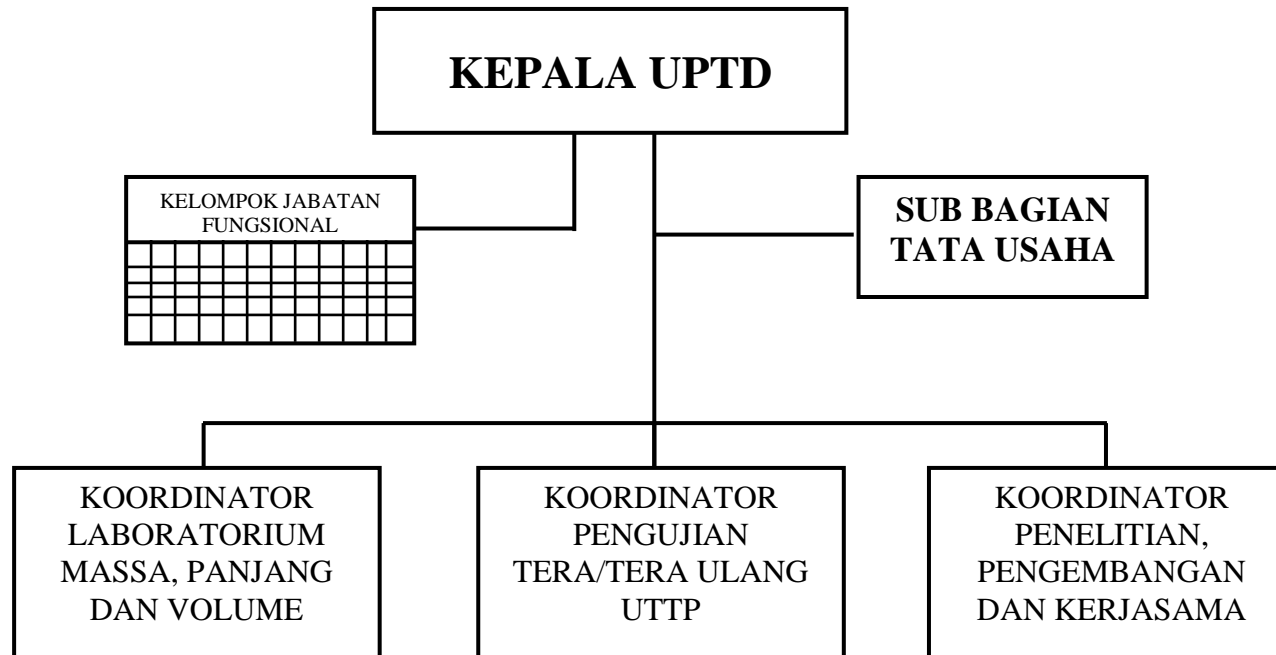 KEPALA UPTD
KELOMPOK JABATAN
FUNGSIONAL
SUB BAGIAN
TATA USAHA
KOORDINATOR
LABORATORIUM
MASSA, PANJANG
DAN VOLUME
KOORDINATOR
PENGUJIAN
TERA/TERA ULANG
UTTP
KOORDINATOR
PENELITIAN,
PENGEMBANGAN
DAN KERJASAMA